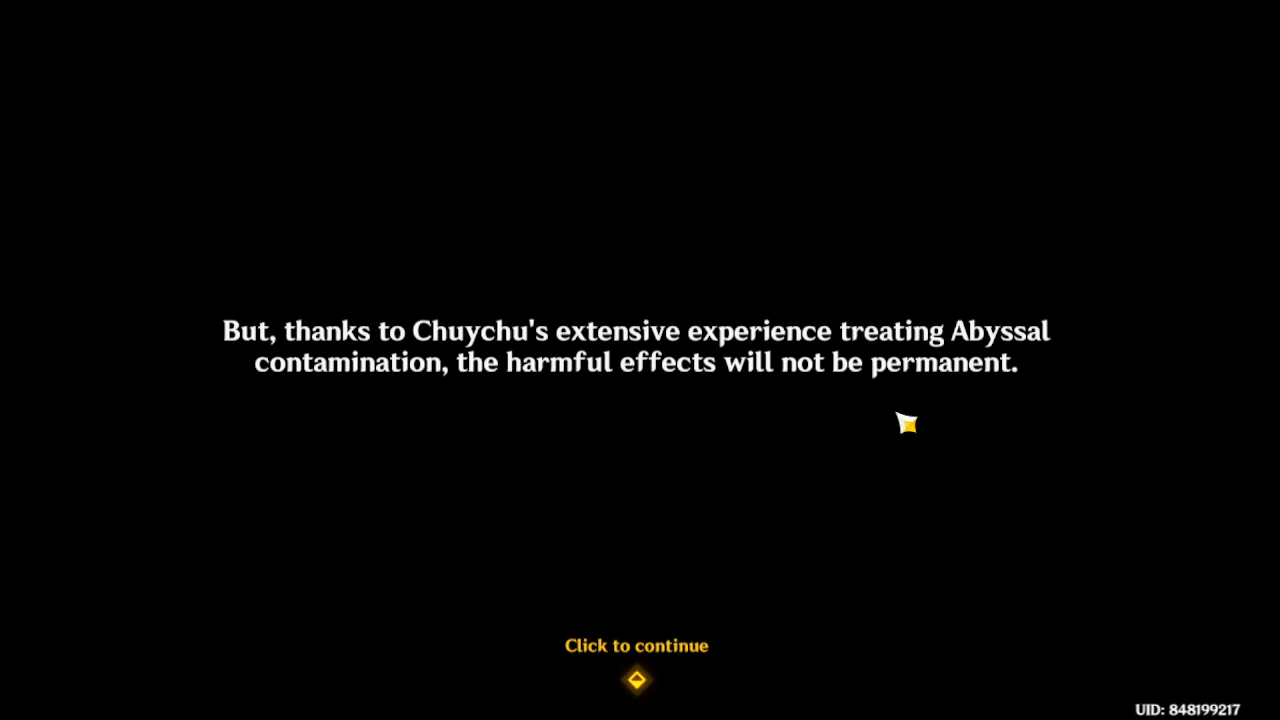 But, thanks to Chuychu's extensive experience treating Abyssal
contamination, the harmful effects will not be permanent.
Click to continue
UID: 848199217